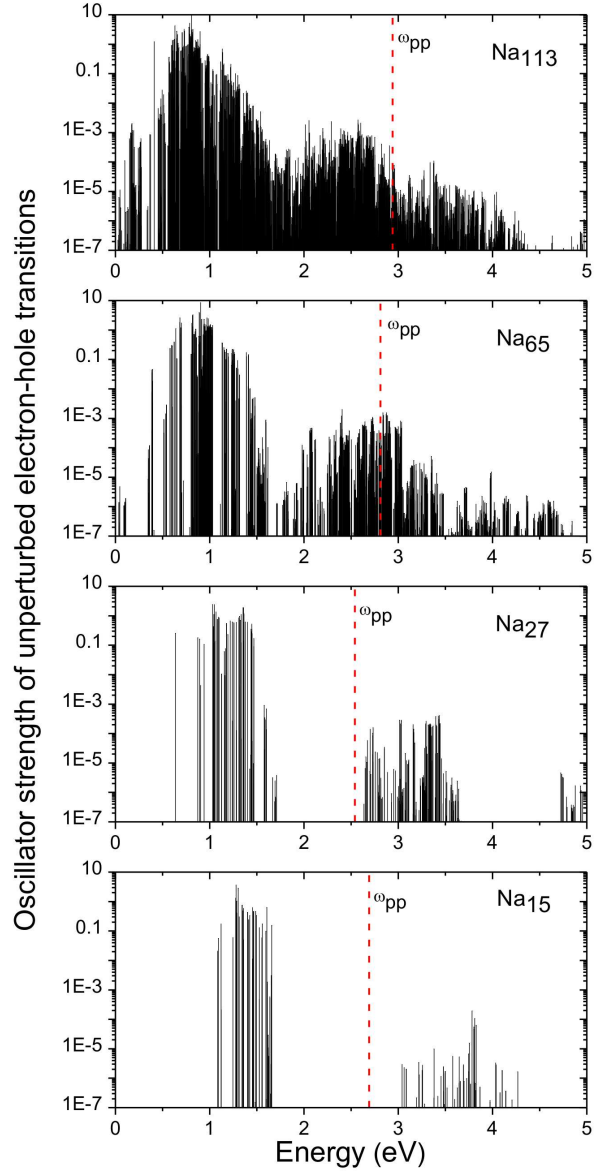 Oscillator strength of unperturbed electron-hole transitions
10
0.1
1E-3
1E-5
1E-7
ωpp
Na113
0 1 2 3 4 5
10
0.1
1E-3
1E-5
1E-7
ωpp
Na65
0 1 2 3 4 5
10
0.1
1E-3
1E-5
1E-7
ωpp
Na27
0 1 2 3 4 5
10
0.1
1E-3
1E-5
1E-7
ωpp
Na15
0 1 2 3 4 5
Energy (eV)